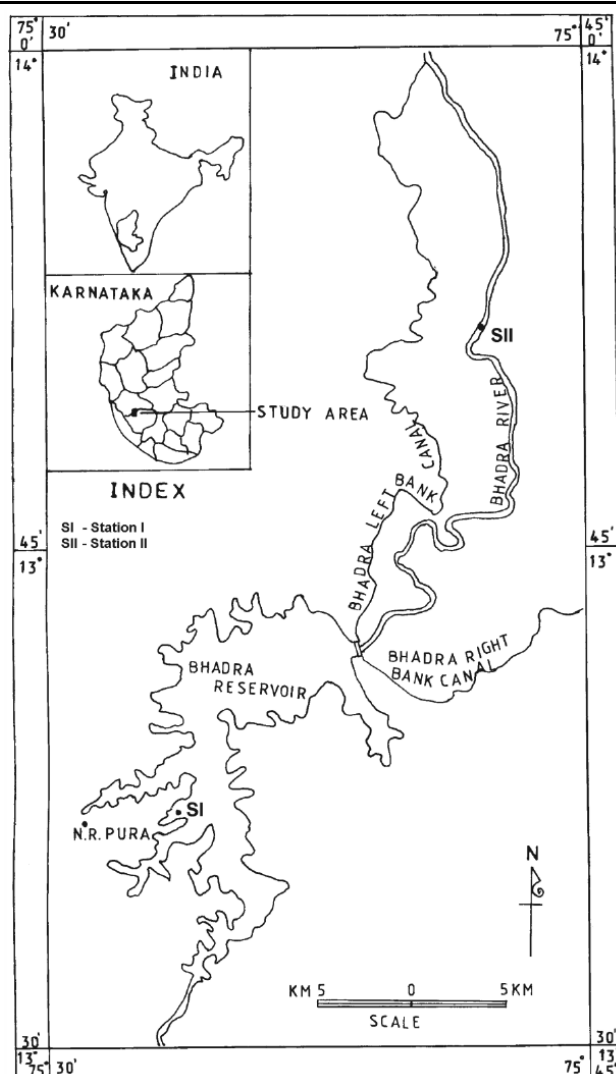 75° 30'
75° 45'
0'
14°
0'
14°
INDIA
KARNATAKA
STUDY AREA
INDEX
SI - Station I
SII - Station II
SII
BHADRA RIVER
BHADRA LEFT BANK CANAL
45'
13°
45'
13°
BHADRA RIGHT
BANK CANAL
BHADRA
RESERVOIR
SI
N.R. PURA
N
KM 5 0 5 KM
SCALE
30'
13°
30'
13°
75° 30'
75° 45'